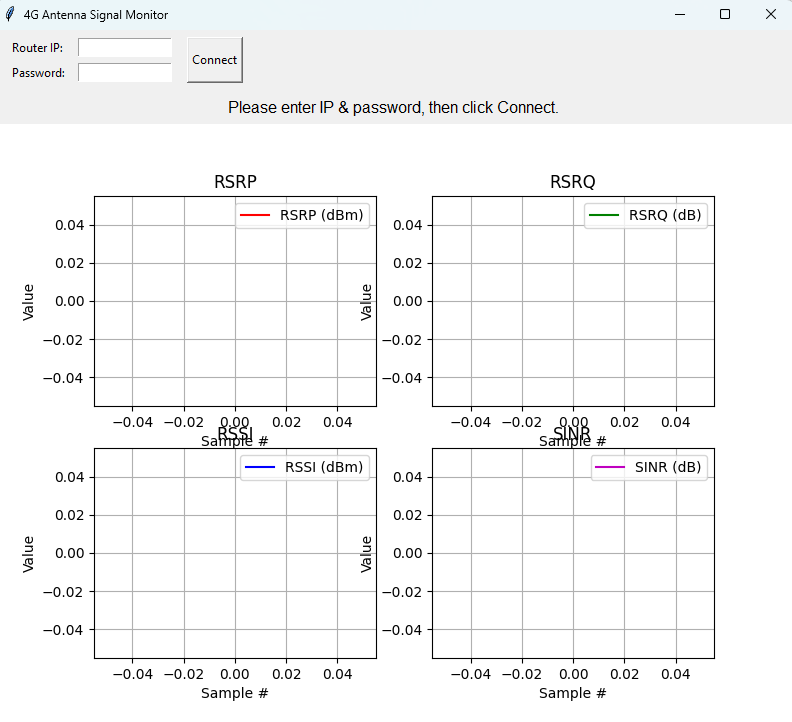 4G Antenna Signal Monitor
Router IP:
Password:
Connect
Please enter IP & password, then click Connect.
RSRP
RSRP (dBm)
Value
0.04
0.02
0.00
−0.02
−0.04
−0.04 −0.02 0.00 0.02 0.04
Sample #
RSRQ
RSRQ (dB)
Value
0.04
0.02
0.00
−0.02
−0.04
−0.04 −0.02 0.00 0.02 0.04
Sample #
RSSI
RSSI (dBm)
Value
0.04
0.02
0.00
−0.02
−0.04
−0.04 −0.02 0.00 0.02 0.04
Sample #
SINR
SINR (dB)
Value
0.04
0.02
0.00
−0.02
−0.04
−0.04 −0.02 0.00 0.02 0.04
Sample #